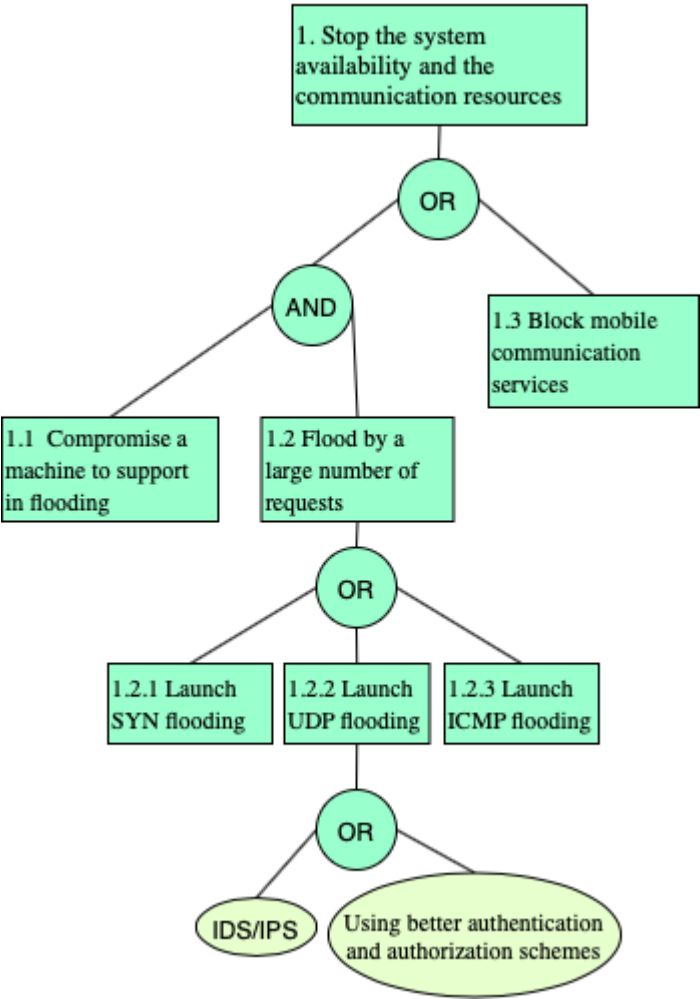 1. Stop the system
availability and the
communication resources
OR
AND
1.3 Block mobile
communication
services
1.1 Compromise a
machine to support
in flooding
1.2 Flood by a
large number of
requests
OR
1.2.1 Launch
SYN flooding
1.2.2 Launch
UDP flooding
1.2.3 Launch
ICMP flooding
OR
IDS/IPS
Using better authentication
and authorization schemes